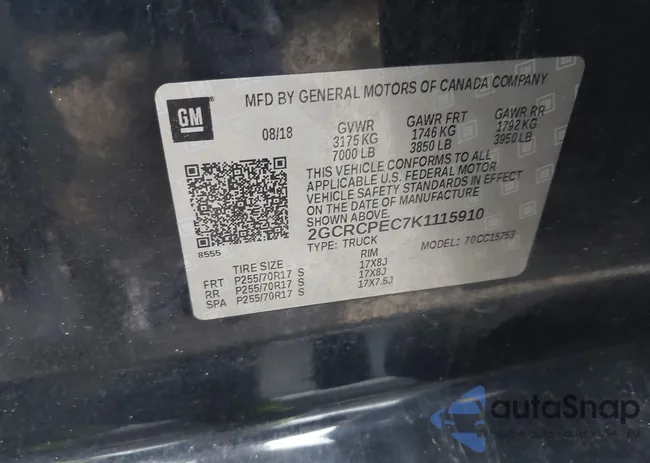 MFD BY GENERAL MOTORS OF CANADA COMPANY
GM
08/18 GVWR GAWR FRT GAWR RR
3175 KG 1746 KG 1792 KG
7000 LB 3850 LB 3950 LB
THIS VEHICLE CONFORMS TO ALL
APPLICABLE U.S. FEDERAL MOTOR
VEHICLE SAFETY STANDARDS IN EFFECT
ON THE DATE OF MANUFACTURE
SHOWN ABOVE.
2GCRCPEC7K1115910
8555 TYPE: TRUCK MODEL: 70CC15753
TIRE SIZE RIM
FRT P255/70R17 S 17X8J
RR P255/70R17 S 17X8J
SPA P255/70R17 S 17X7.5J
autoSnap